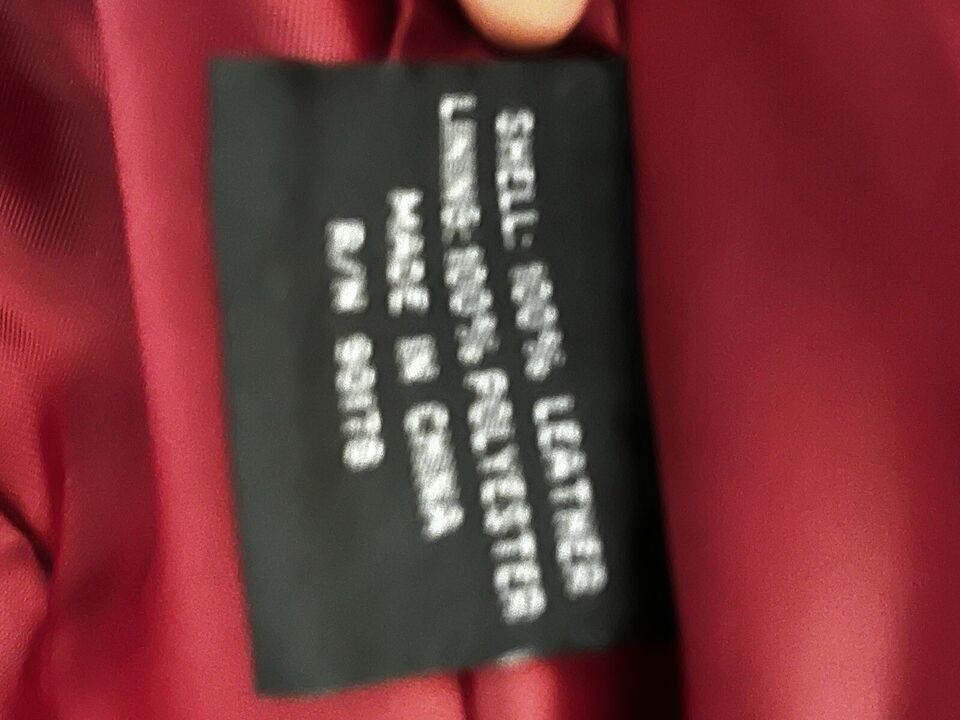 SHELL: 100% LEATHER
LINING: 100% POLYESTER
MADE IN CHINA